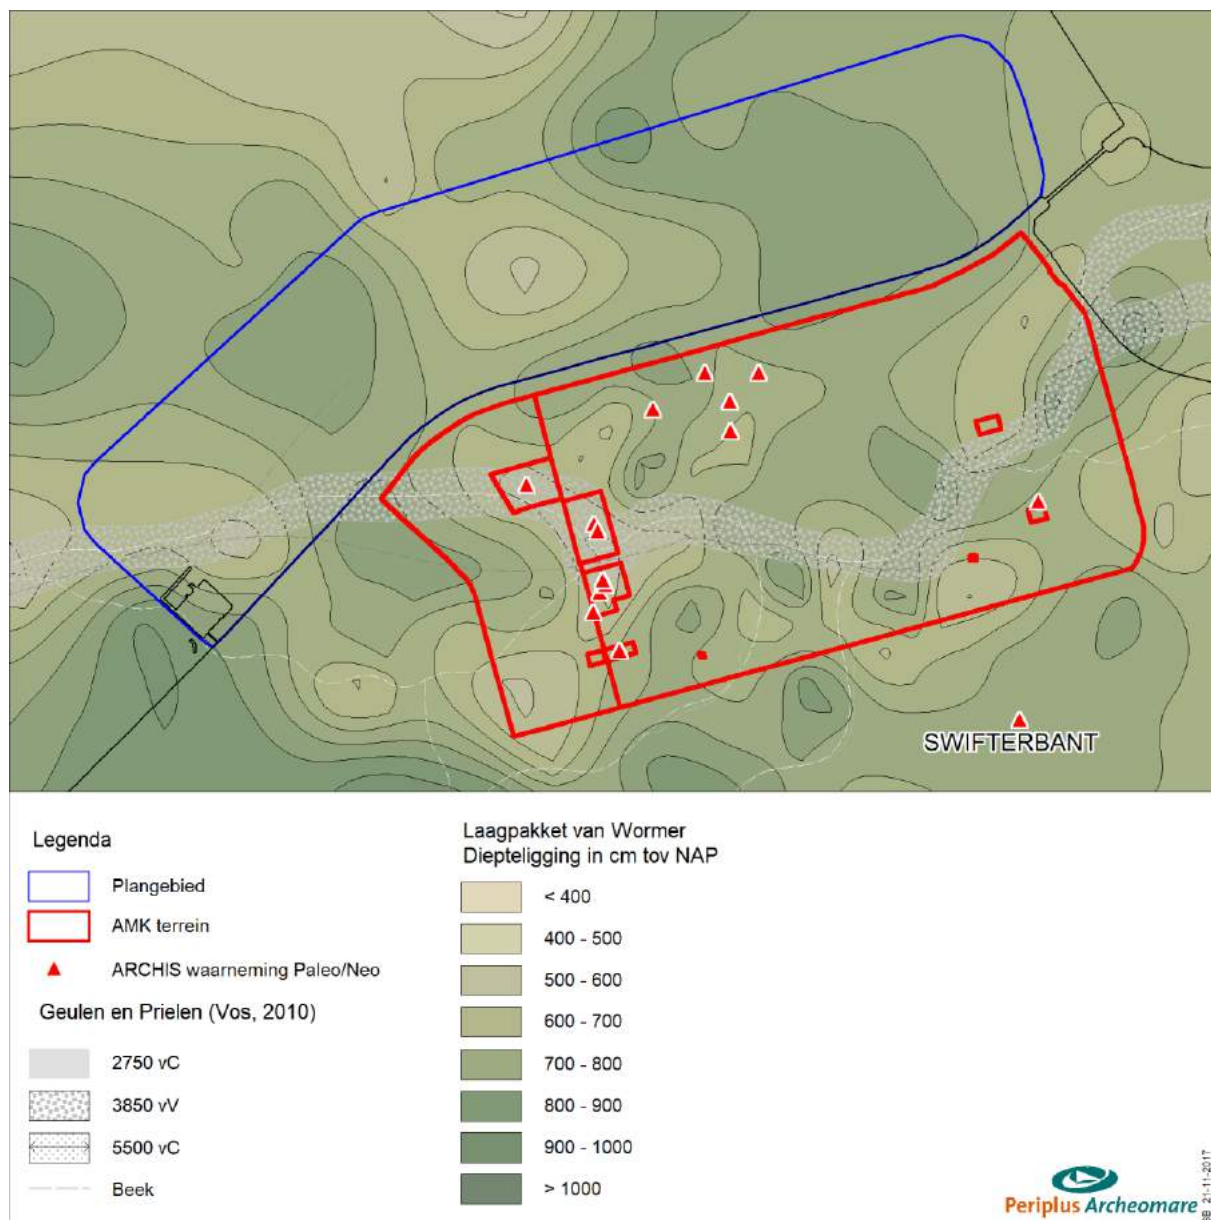 SWIFTERBANT
Legenda
Plangebied
AMK terrein
ARCHIS waarneming Paleo/Neo
Geulen en Prielen (Vos, 2010)
2750 vC
3850 vV
5500 vC
Beek
Laagpakket van Wormer
Diepteligging in cm tov NAP
< 400
400 - 500
500 - 600
600 - 700
700 - 800
800 - 900
900 - 1000
> 1000
Periplus Archeomare
SB 21-11-2017